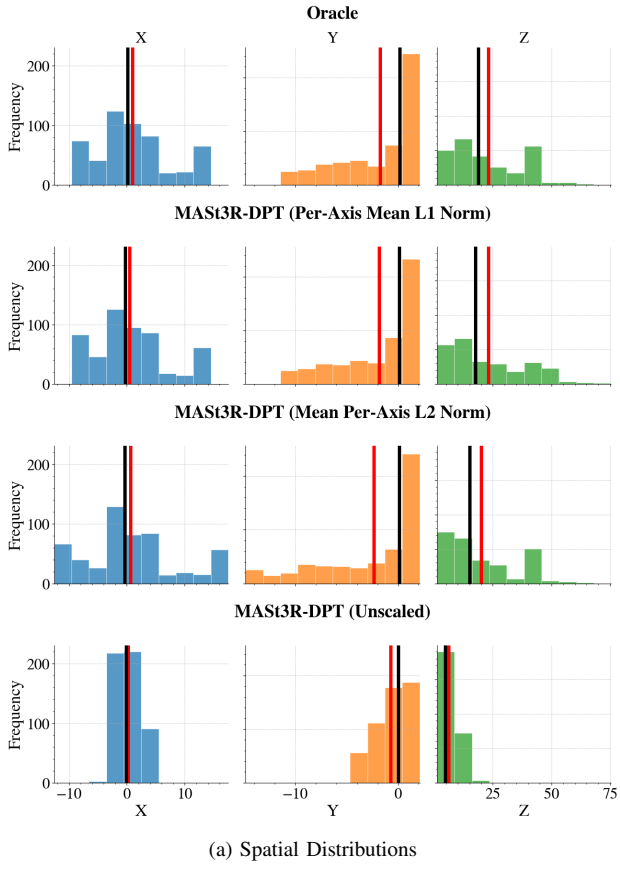 Oracle
X Y Z
Frequency
200
100
0
MASt3R-DPT (Per-Axis Mean L1 Norm)
Frequency
200
100
0
MASt3R-DPT (Mean Per-Axis L2 Norm)
Frequency
200
100
0
MASt3R-DPT (Unscaled)
Frequency
200
100
0
−10 0 10 −10 0 25 50 75
X Y Z
(a) Spatial Distributions